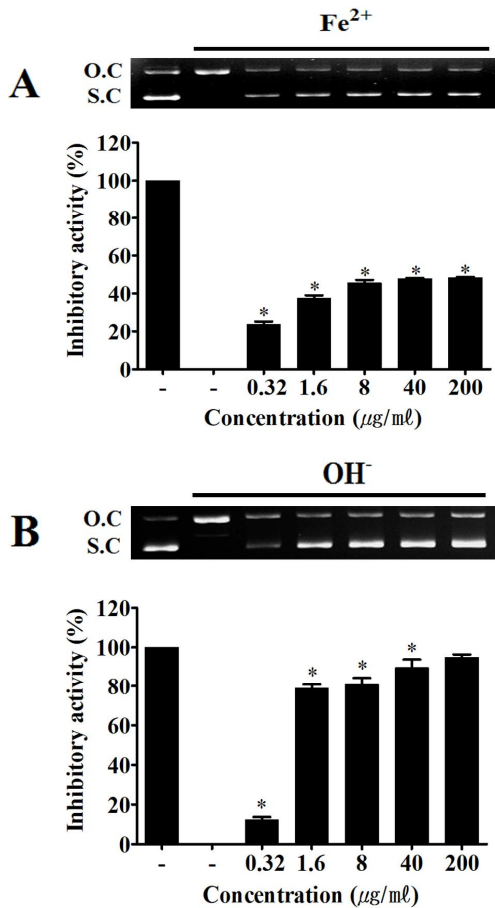 Fe2+
A
O.C
S.C
120
100
80
60
40
20
0
Inhibitory activity (%)
* * * * *
- - 0.32 1.6 8 40 200
Concentration (㎍/㎖)
OH-
B
O.C
S.C
120
100
80
60
40
20
0
Inhibitory activity (%)
* * * *
- - 0.32 1.6 8 40 200
Concentration (㎍/㎖)